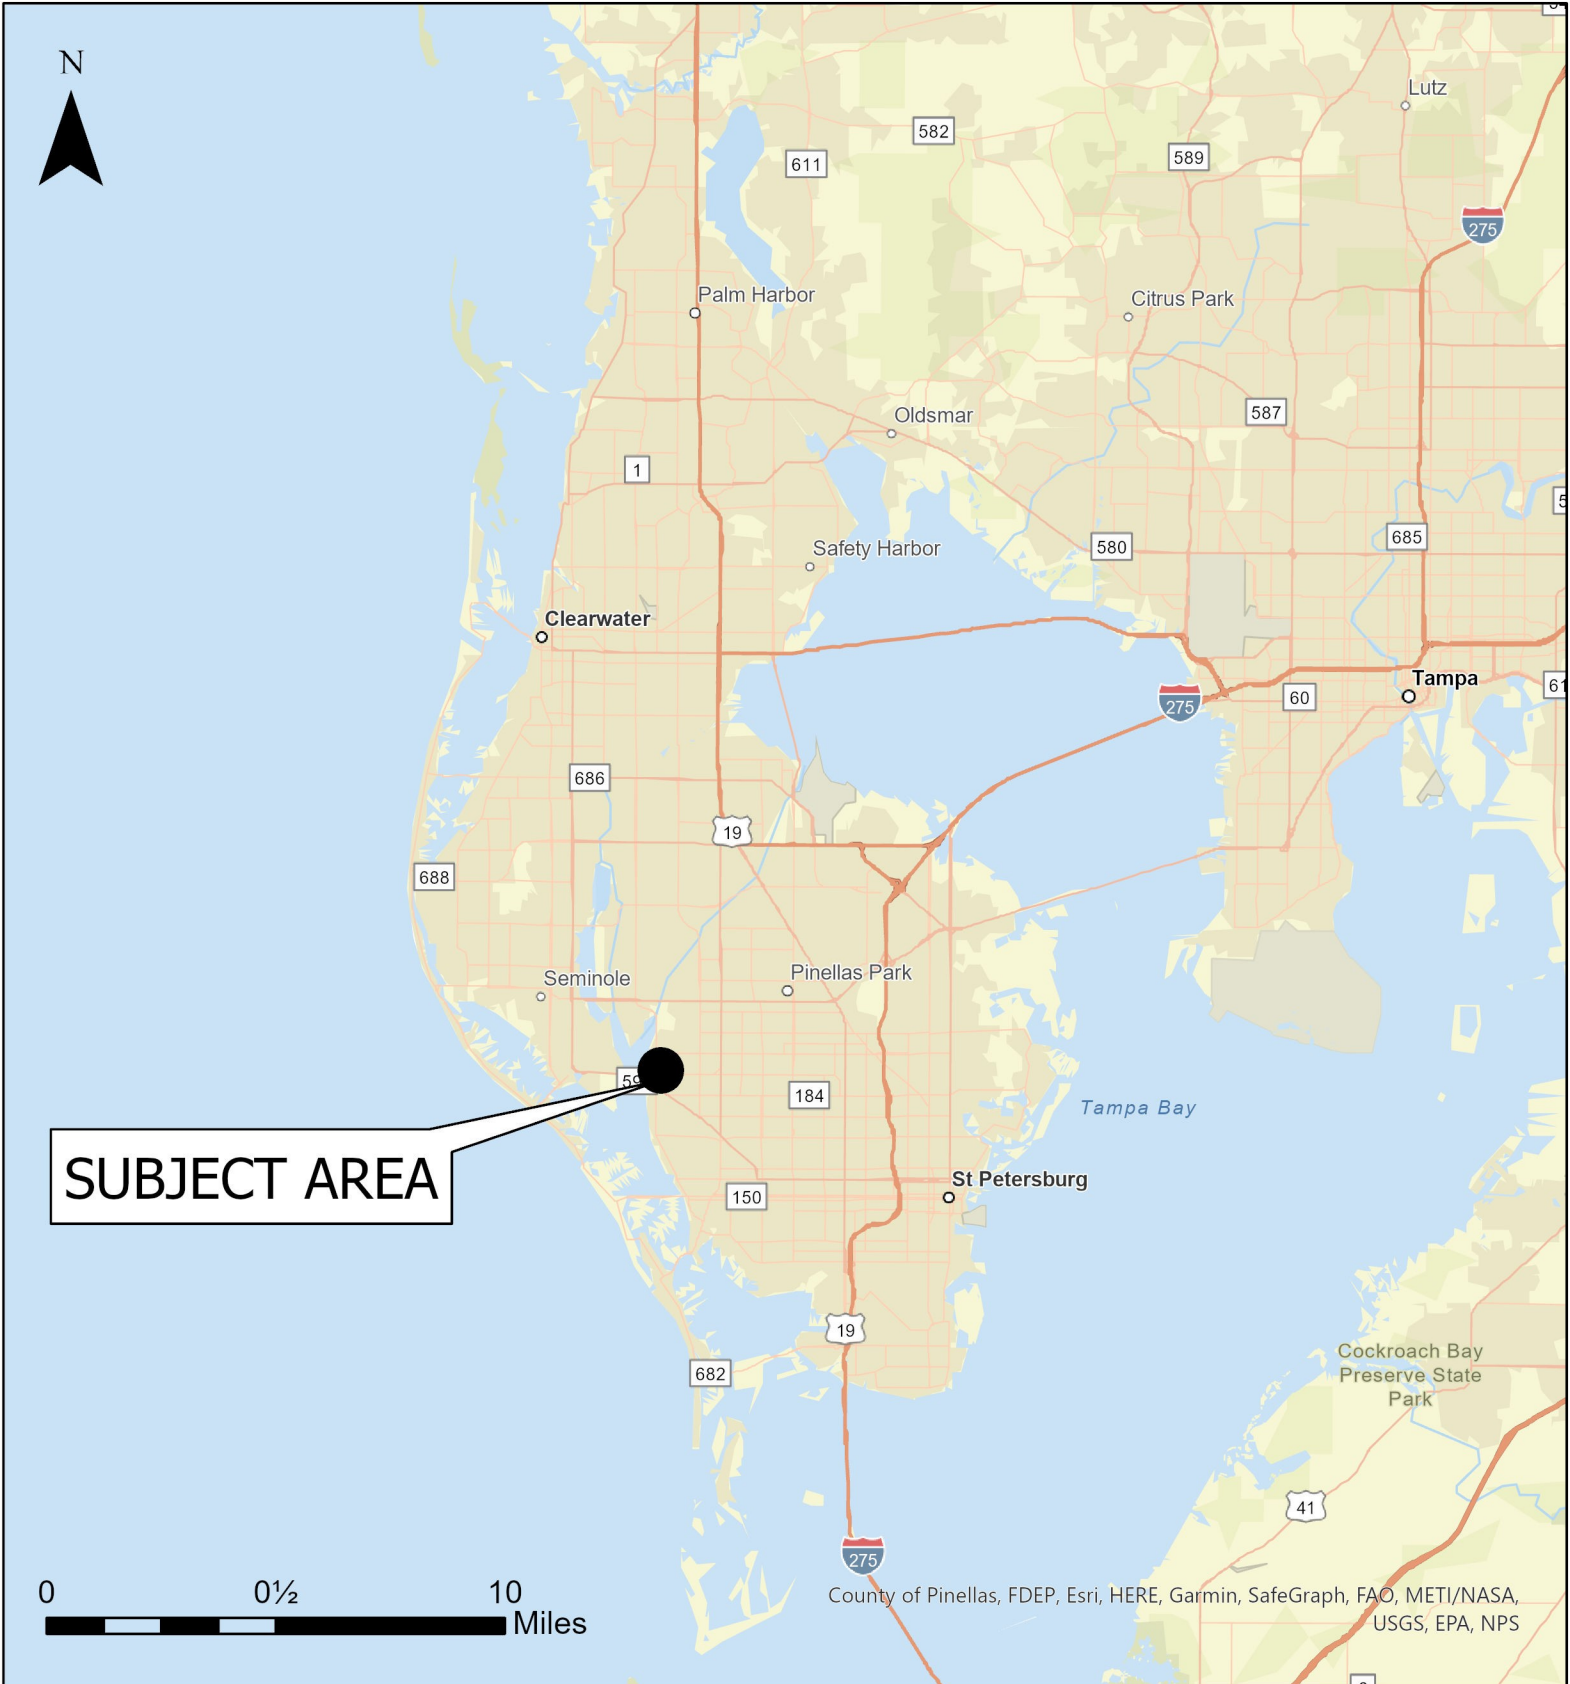 N
Lutz
582
611
589
275
Palm Harbor
Citrus Park
Oldsmar
587
1
685
Safety Harbor
580
Clearwater
Tampa
60
275
686
19
688
Seminole
Pinellas Park
184
Tampa Bay
SUBJECT AREA
St Petersburg
150
19
Cockroach Bay
Preserve State
Park
682
41
275
0 0½ 10
Miles
County of Pinellas, FDEP, Esri, HERE, Garmin, SafeGraph, FAO, METI/NASA,
USGS, EPA, NPS